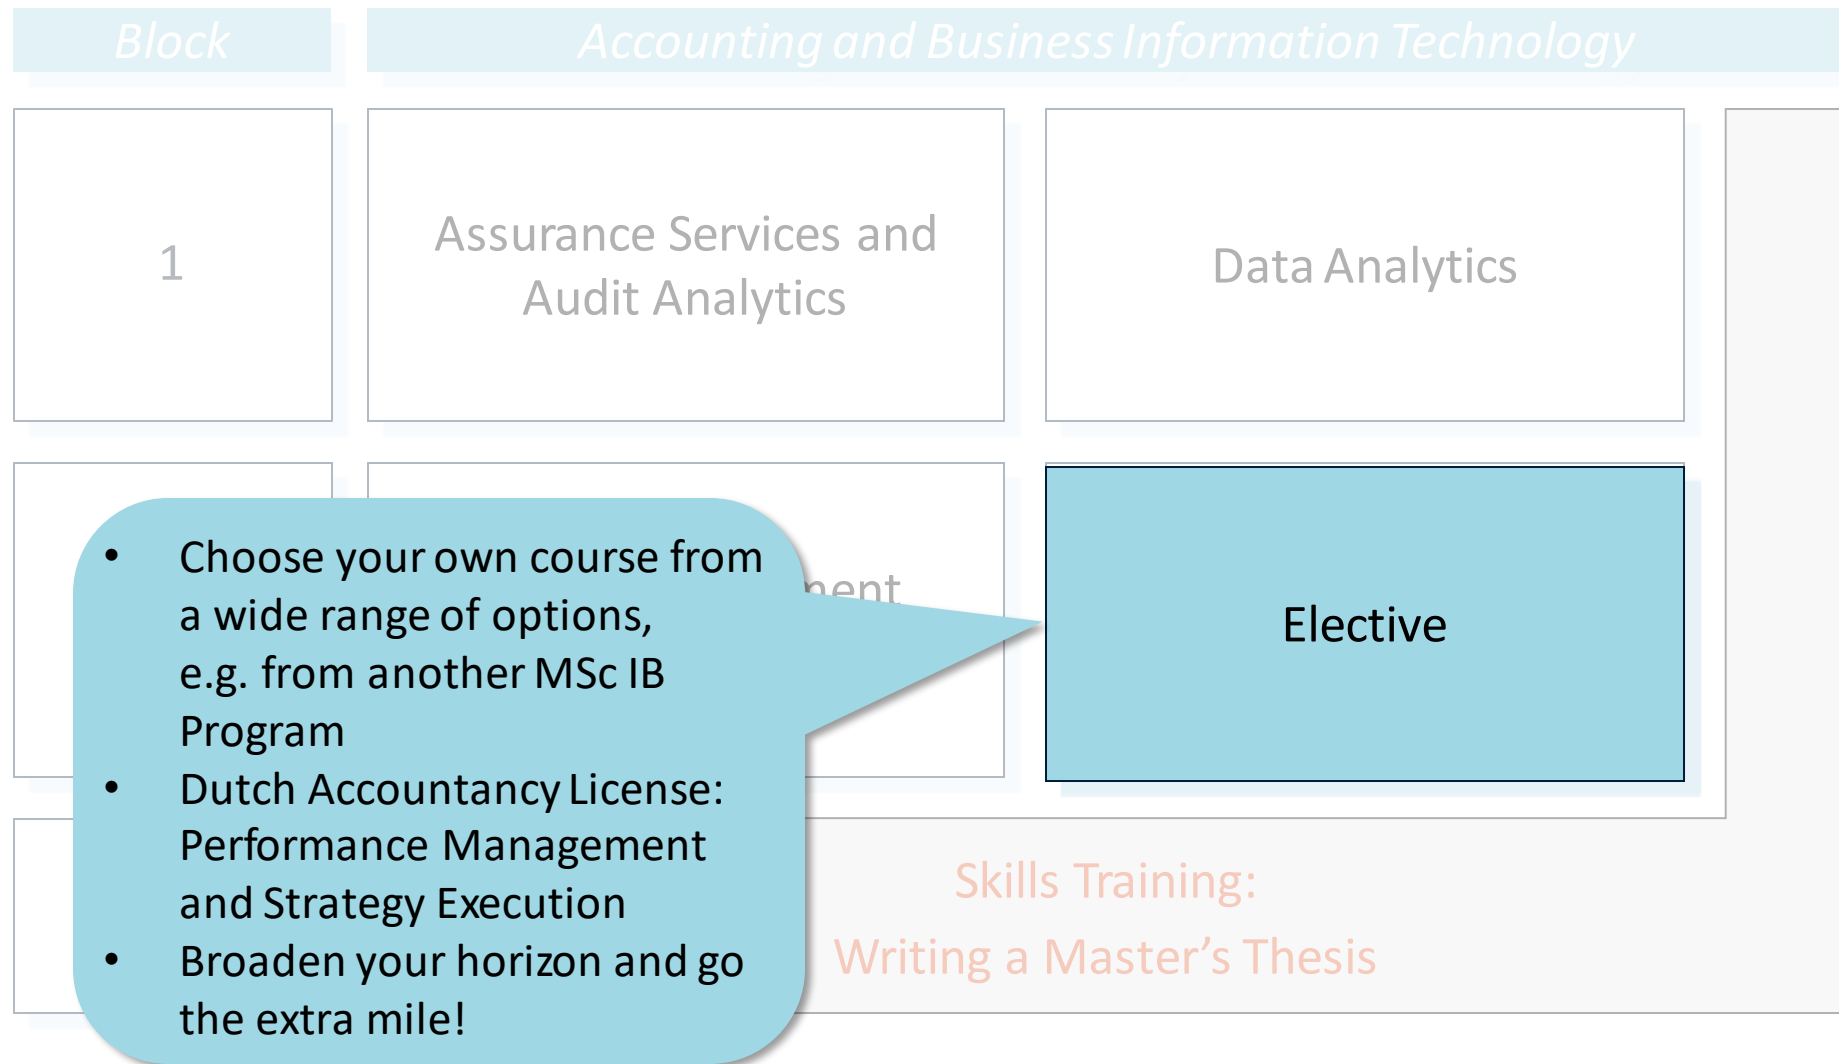 Block
Accounting and Business Information Technology
1
Assurance Services and
Audit Analytics
Data Analytics
Elective
• Choose your own course from
a wide range of options,
e.g. from another MSc IB
Program
• Dutch Accountancy License:
Performance Management
and Strategy Execution
• Broaden your horizon and go
the extra mile!
Skills Training:
Writing a Master's Thesis